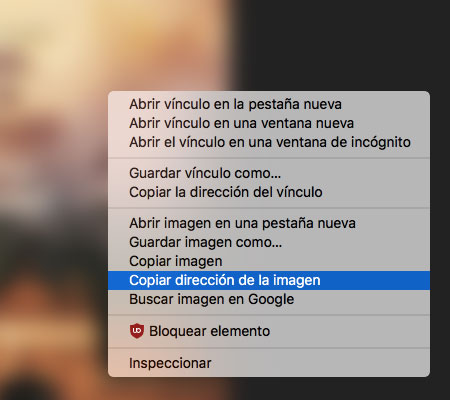 Abrir vínculo en la pestaña nueva
Abrir vínculo en una ventana nueva
Abrir el vínculo en una ventana de incógnito
Guardar vínculo como...
Copiar la dirección del vínculo
Abrir imagen en una pestaña nueva
Guardar imagen como...
Copiar imagen
Copiar dirección de la imagen
Buscar imagen en Google
Bloquear elemento
Inspeccionar